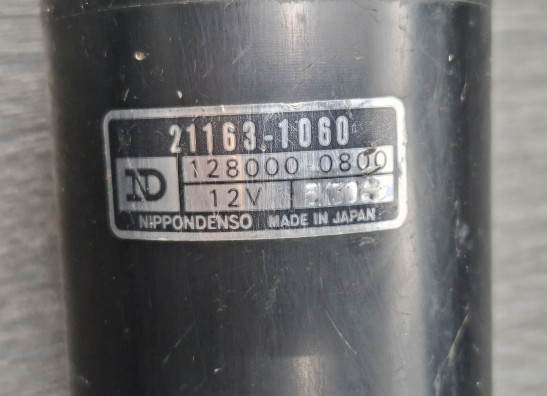 21163-1060
ND 128000-0800
12V
NIPPONDENSO MADE IN JAPAN